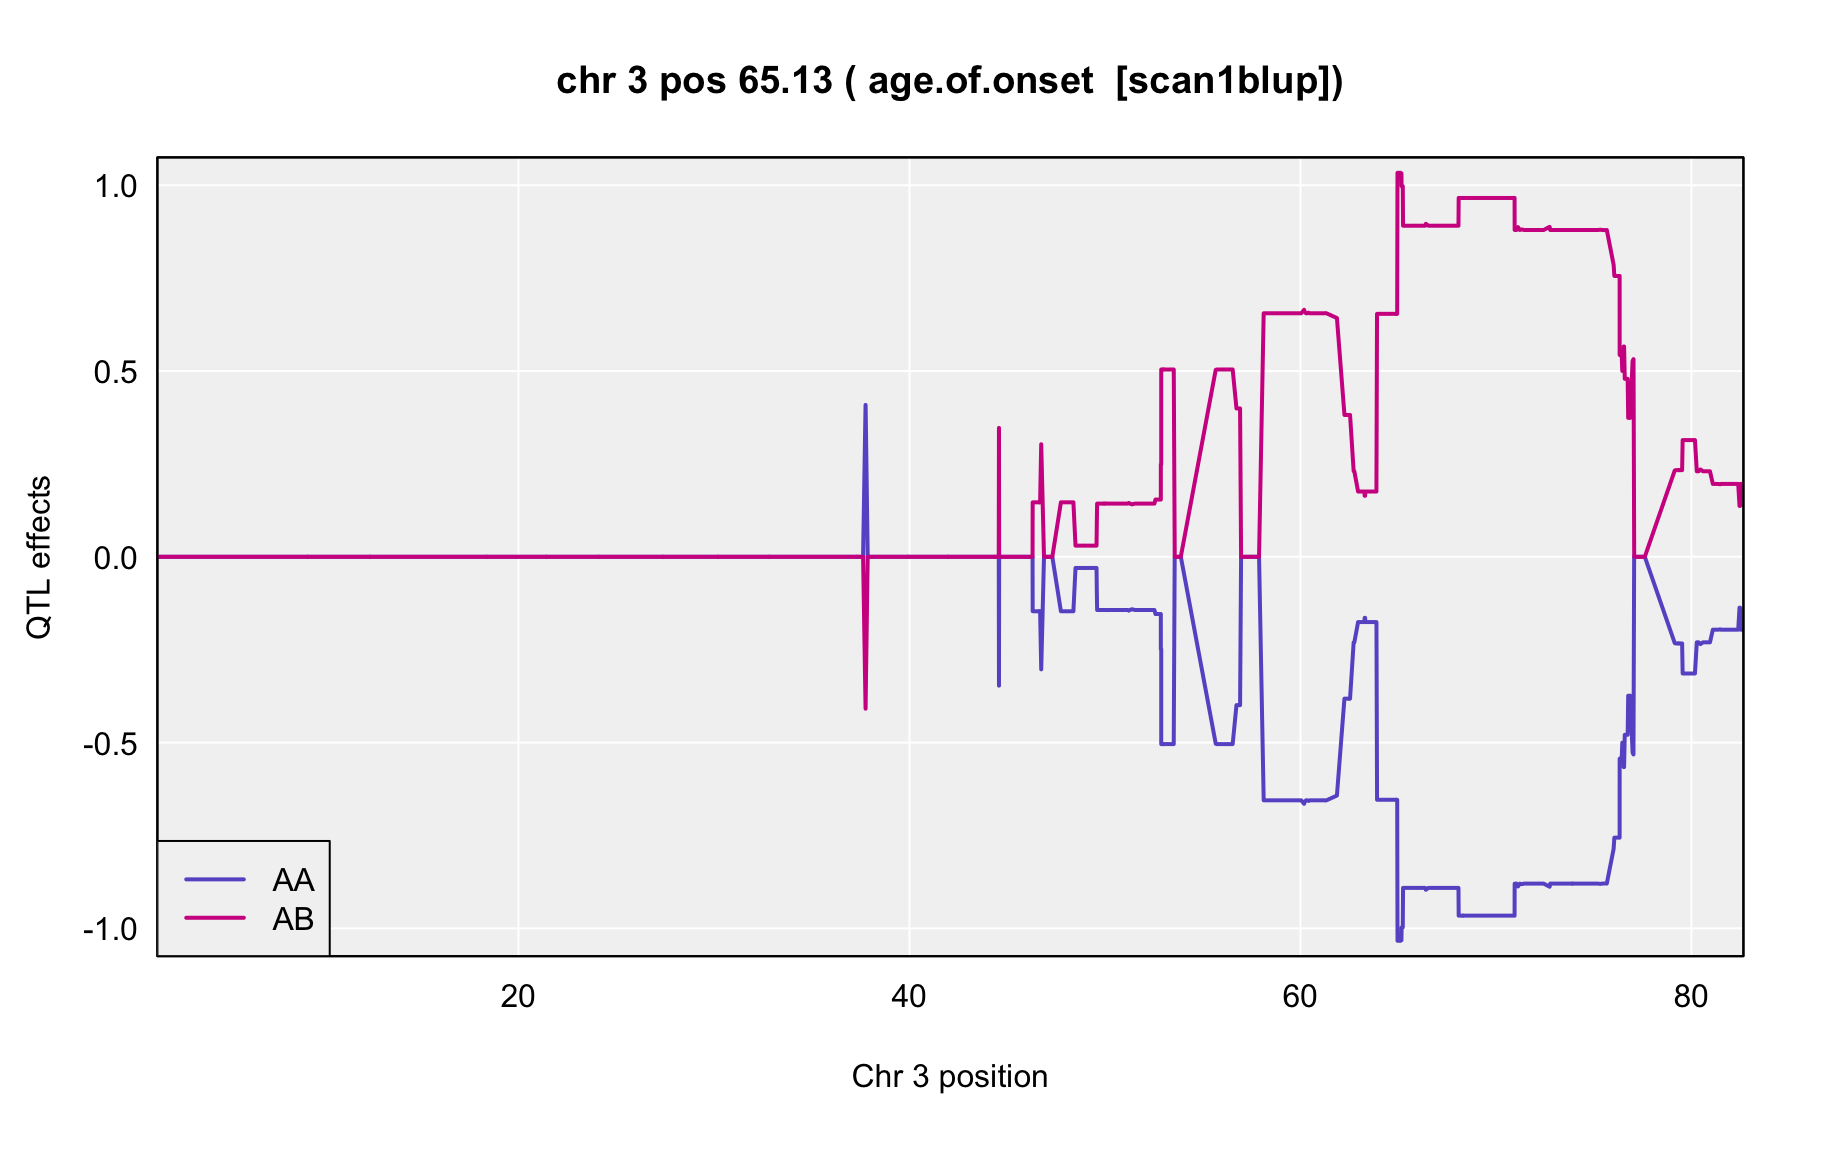 chr 3 pos 65.13 ( age.of.onset  [scan1blup])
QTL effects
1.0
0.5
0.0
-0.5
-1.0
AA
AB
20 40 60 80
Chr 3 position